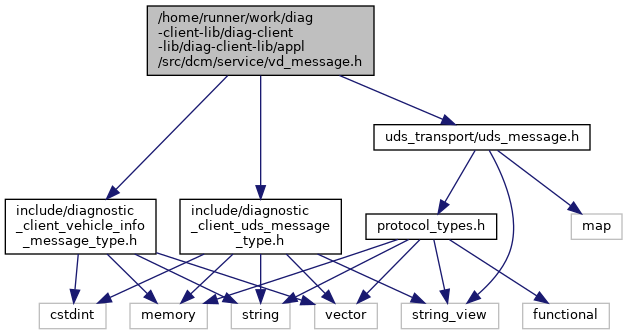 /home/runner/work/diag
-client-lib/diag-client
-lib/diag-client-lib/appl
/src/dcm/service/vd_message.h
uds_transport/uds_message.h
include/diagnostic
_client_vehicle_info
_message_type.h
include/diagnostic
_client_uds_message
_type.h
protocol_types.h
map
cstdint
memory
string
vector
string_view
functional